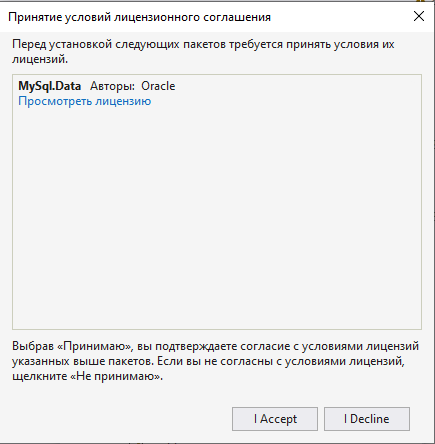 Принятие условий лицензионного соглашения
Перед установкой следующих пакетов требуется принять условия их
лицензий.
MySql.Data Авторы: Oracle
Просмотреть лицензию
Выбрав «Принимаю», вы подтверждаете согласие с условиями лицензий
указанных выше пакетов. Если вы не согласны с условиями лицензий,
щелкните «Не принимаю».
I Accept I Decline